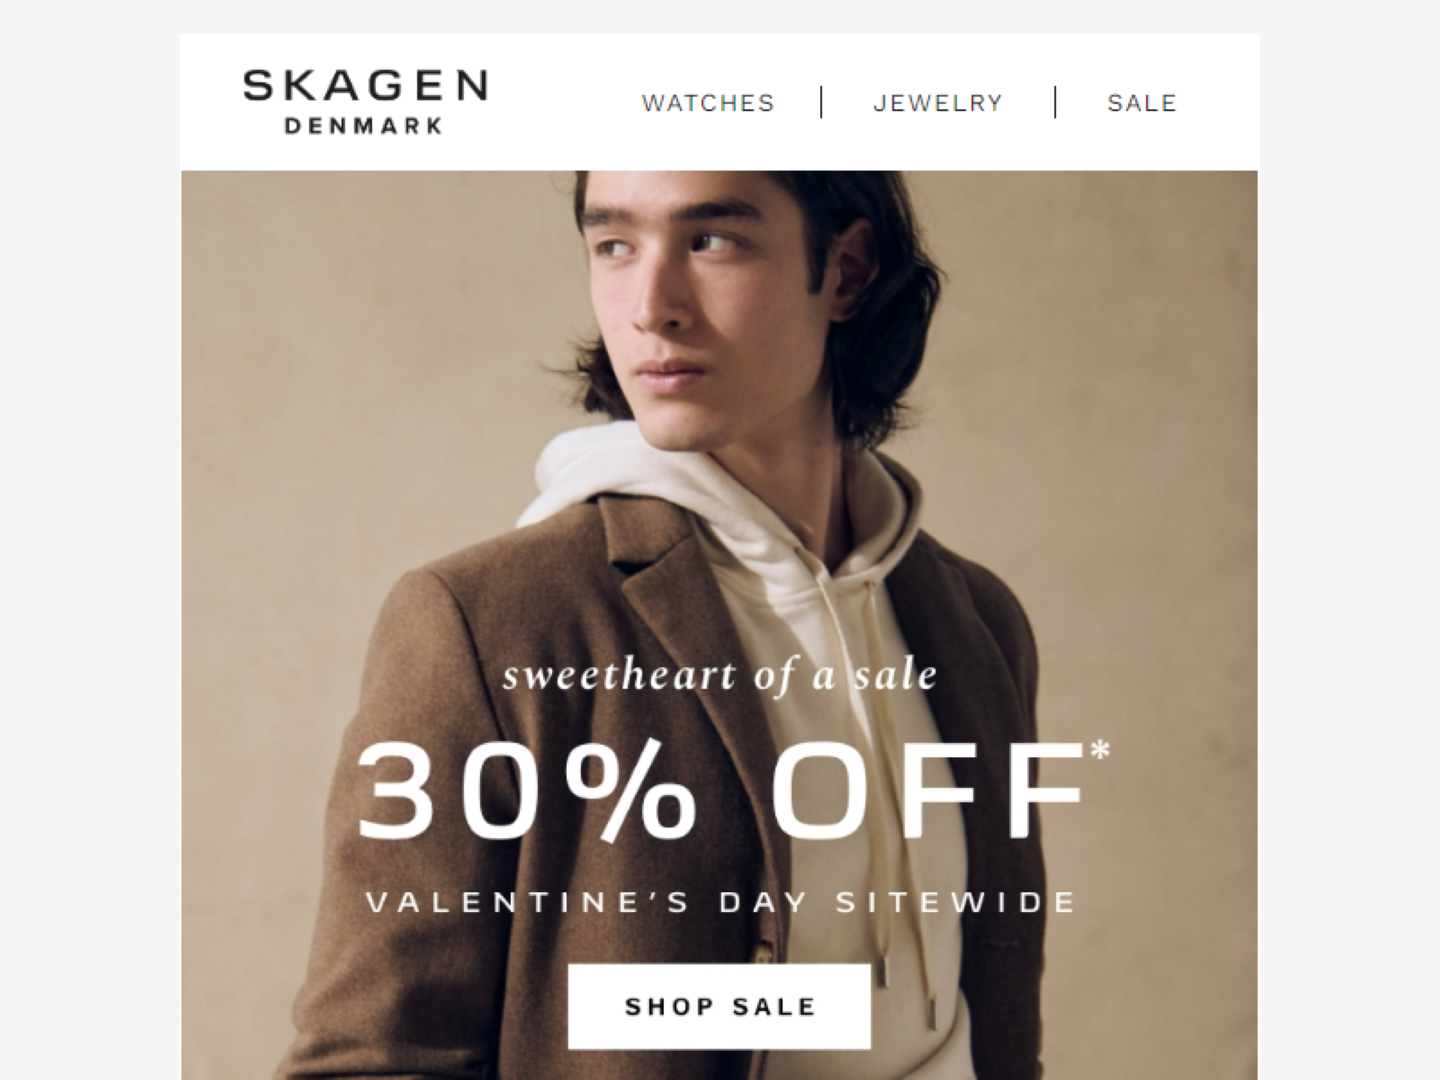 SKAGEN
DENMARK
WATCHES | JEWELRY | SALE
sweetheart of a sale
30% OFF*
VALENTINE'S DAY SITEWIDE
SHOP SALE